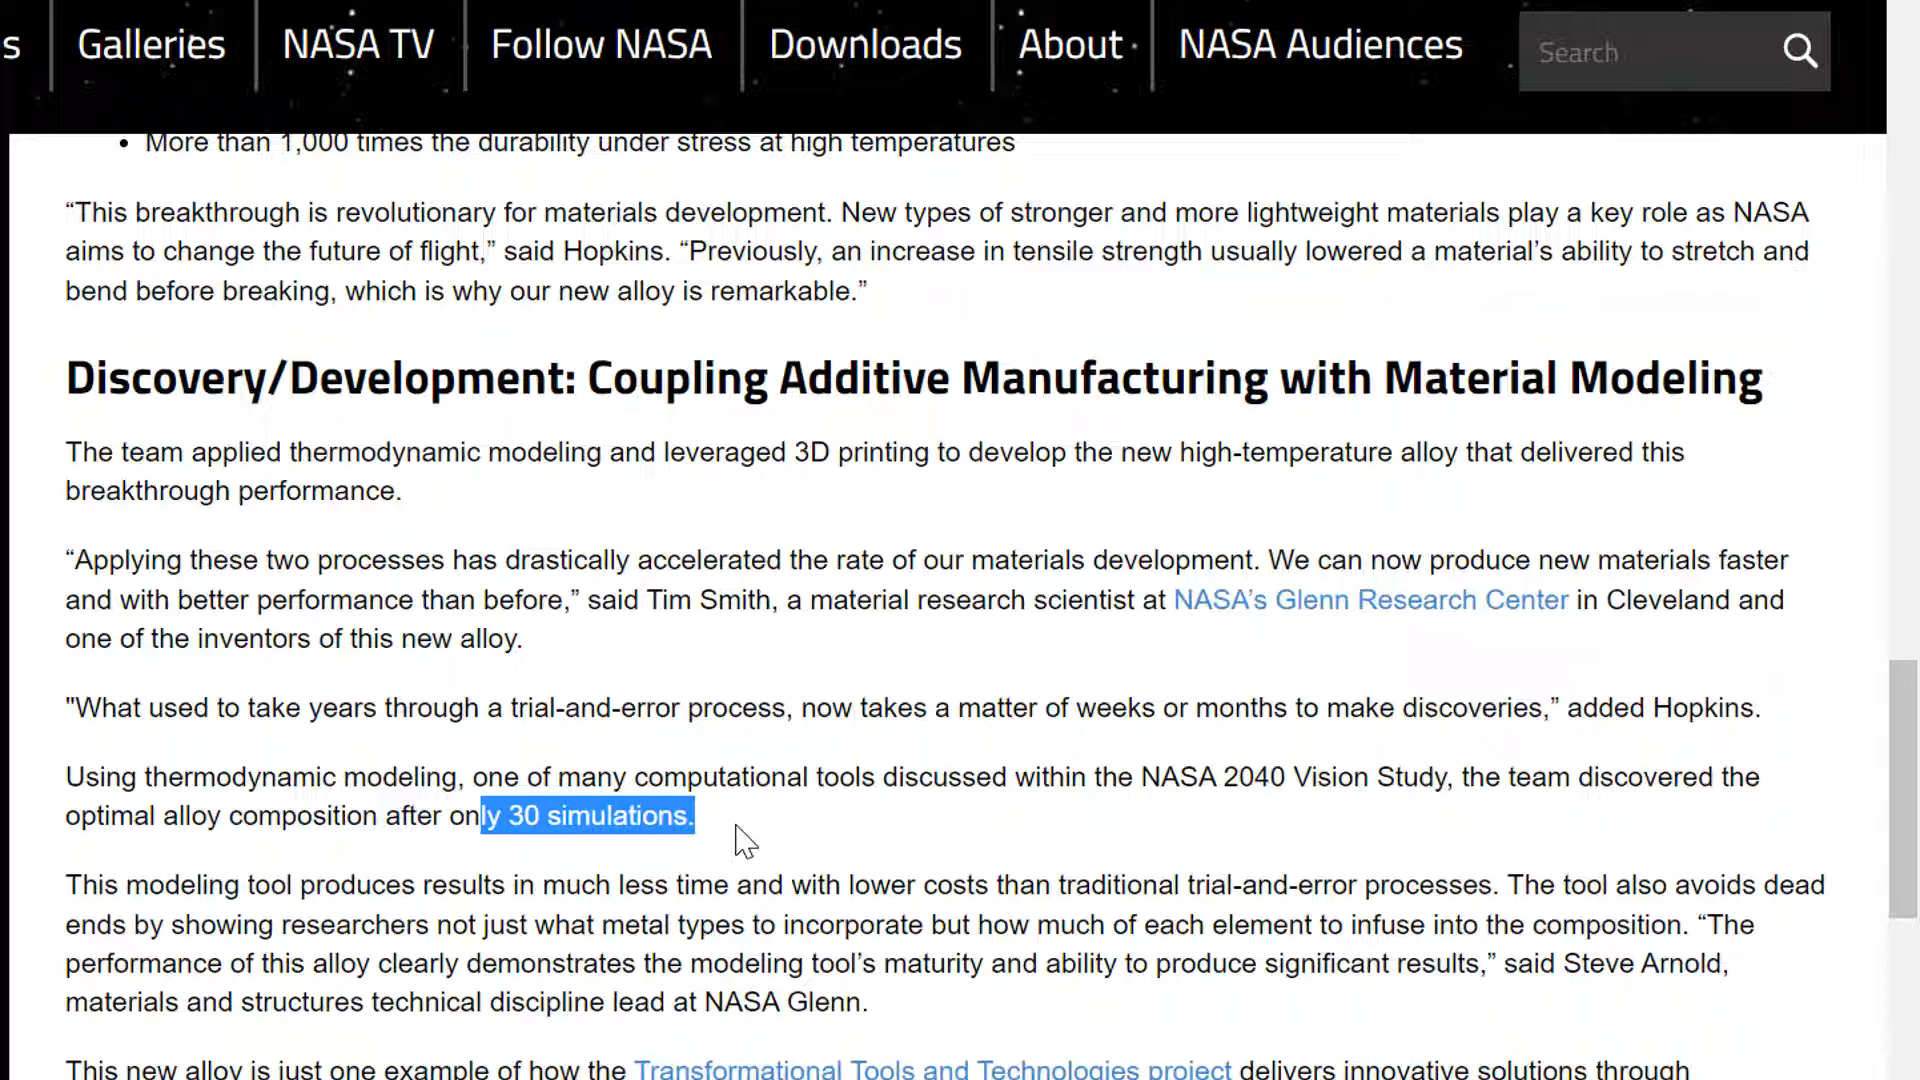 s Galleries NASA TV Follow NASA Downloads About NASA Audiences Search
• More than 1,000 times the durability under stress at high temperatures
“This breakthrough is revolutionary for materials development. New types of stronger and more lightweight materials play a key role as NASA
aims to change the future of flight,” said Hopkins. “Previously, an increase in tensile strength usually lowered a material’s ability to stretch and
bend before breaking, which is why our new alloy is remarkable.”
Discovery/Development: Coupling Additive Manufacturing with Material Modeling
The team applied thermodynamic modeling and leveraged 3D printing to develop the new high-temperature alloy that delivered this
breakthrough performance.
“Applying these two processes has drastically accelerated the rate of our materials development. We can now produce new materials faster
and with better performance than before,” said Tim Smith, a material research scientist at NASA’s Glenn Research Center in Cleveland and
one of the inventors of this new alloy.
"What used to take years through a trial-and-error process, now takes a matter of weeks or months to make discoveries,” added Hopkins.
Using thermodynamic modeling, one of many computational tools discussed within the NASA 2040 Vision Study, the team discovered the
optimal alloy composition after only 30 simulations.
This modeling tool produces results in much less time and with lower costs than traditional trial-and-error processes. The tool also avoids dead
ends by showing researchers not just what metal types to incorporate but how much of each element to infuse into the composition. “The
performance of this alloy clearly demonstrates the modeling tool’s maturity and ability to produce significant results,” said Steve Arnold,
materials and structures technical discipline lead at NASA Glenn.
This new alloy is just one example of how the Transformational Tools and Technologies project delivers innovative solutions through